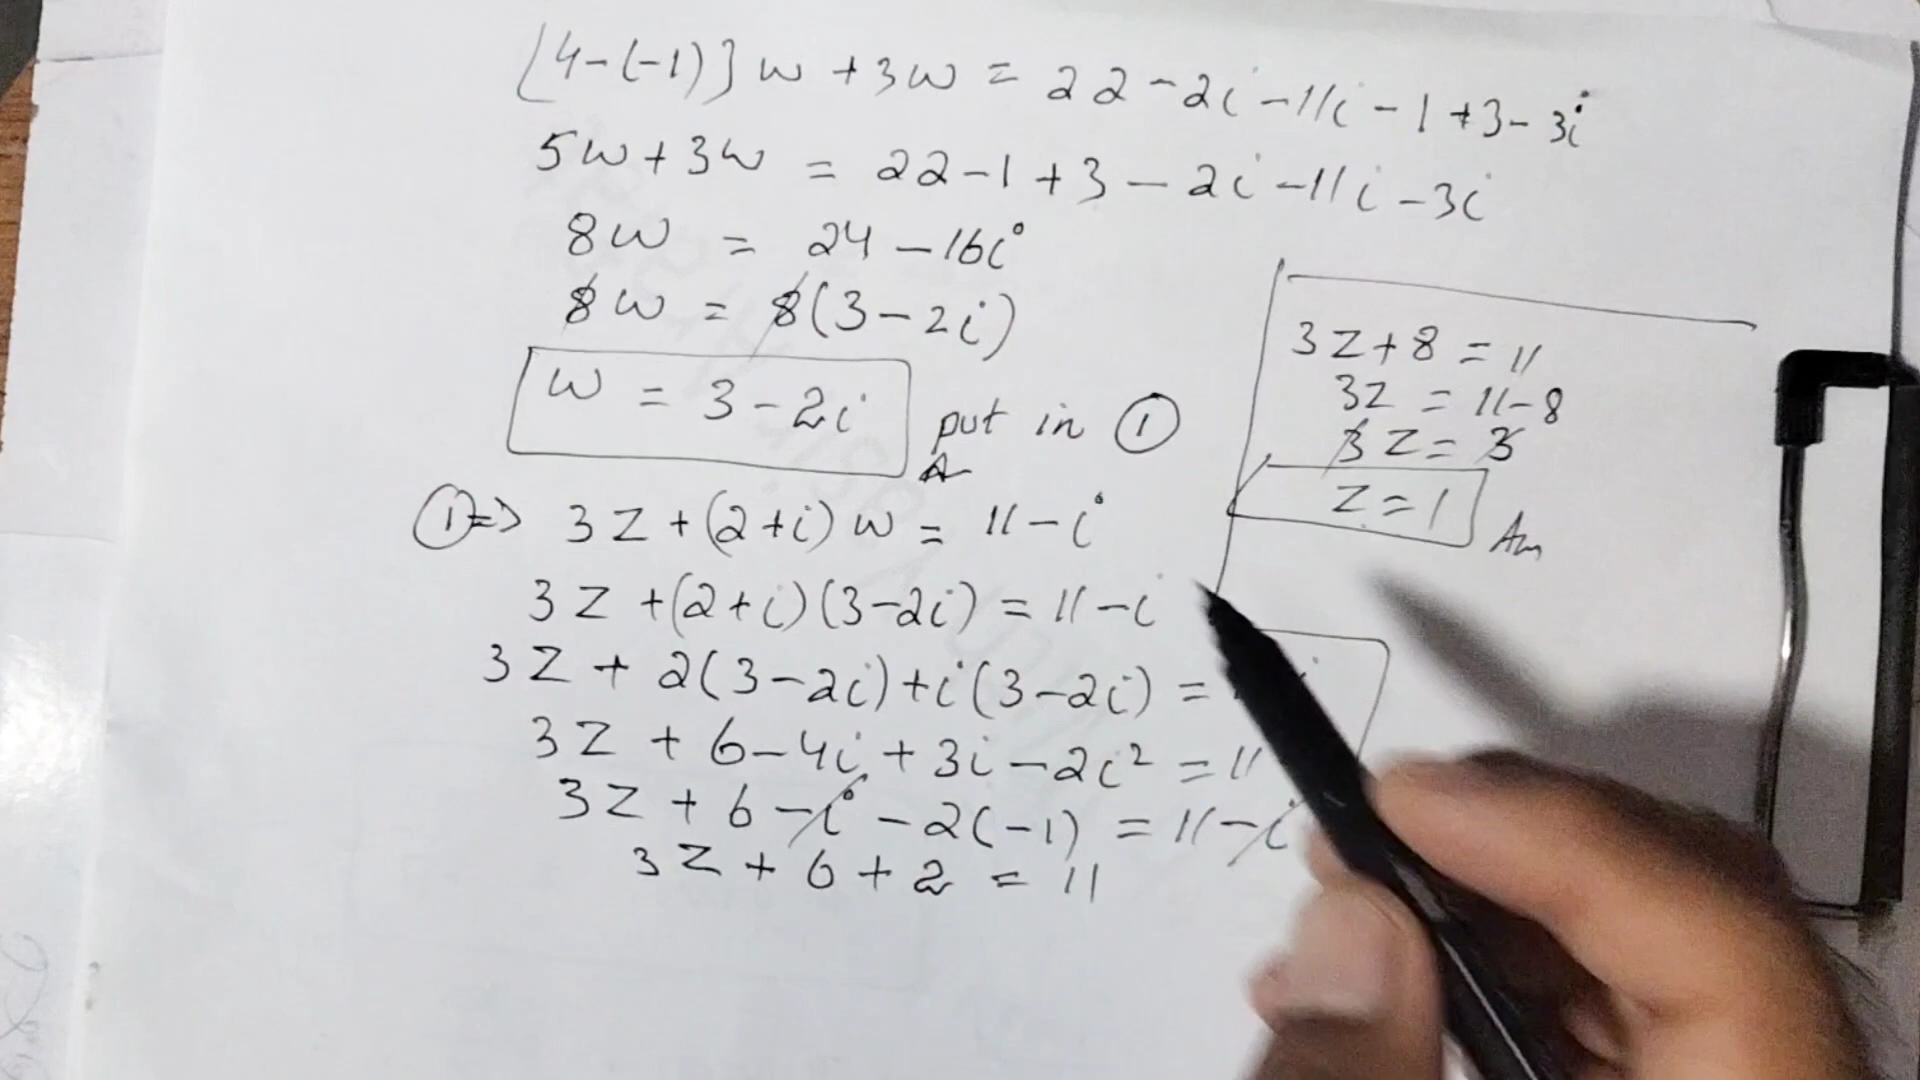 [4-(-1)]w + 3w = 22 - 2i - 11i - 1 + 3 - 3i
5w + 3w = 22 - 1 + 3 - 2i - 11i - 3i
8w = 24 - 16i
8w = 8(3 - 2i)
w = 3 - 2i put in ①
①=> 3z + (2+i)w = 11 - i
3z + (2+i)(3-2i) = 11 - i
3z + 2(3-2i) + i(3-2i) =
3z + 6 - 4i + 3i - 2i² = 11
3z + 6 - i - 2(-1) = 11 - i
3z + 6 + 2 = 11
3z + 8 = 11
3z = 11 - 8
3z = 3
z = 1